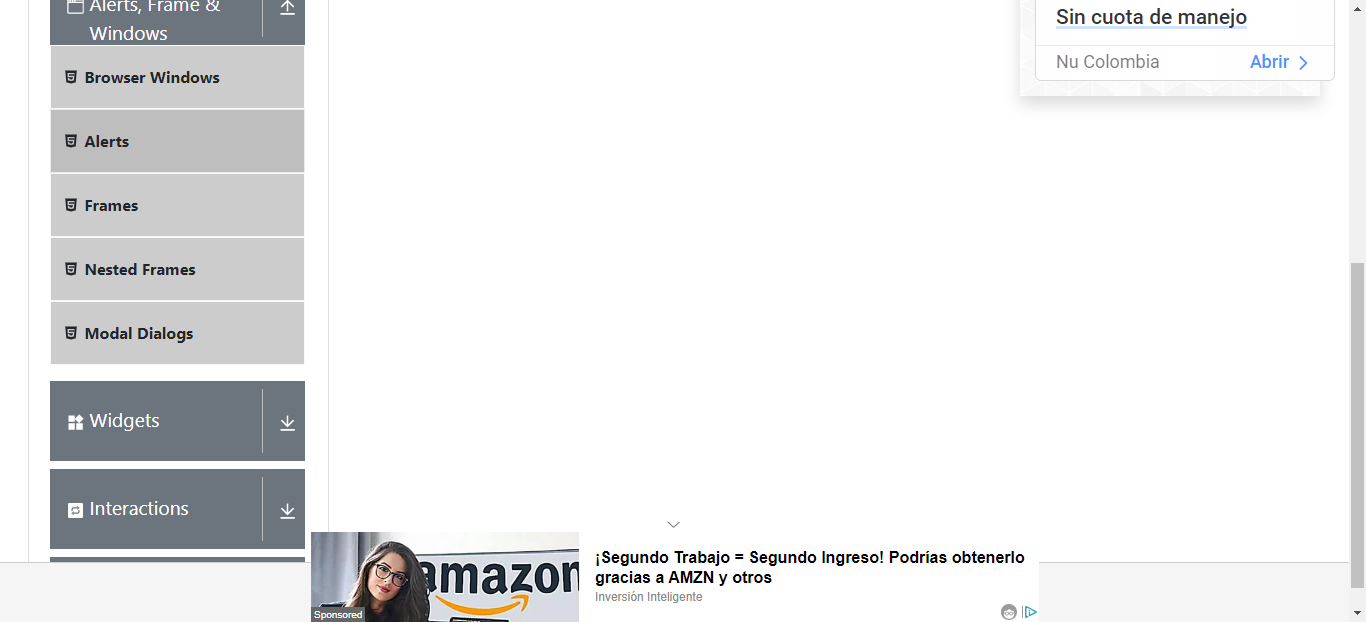 Alerts, Frame &
Windows
Browser Windows
Alerts
Frames
Nested Frames
Modal Dialogs
Widgets
Interactions
Sin cuota de manejo
Nu Colombia
Abrir
amazon
Sponsored
¡Segundo Trabajo = Segundo Ingreso! Podrías obtenerlo
gracias a AMZN y otros
Inversión Inteligente